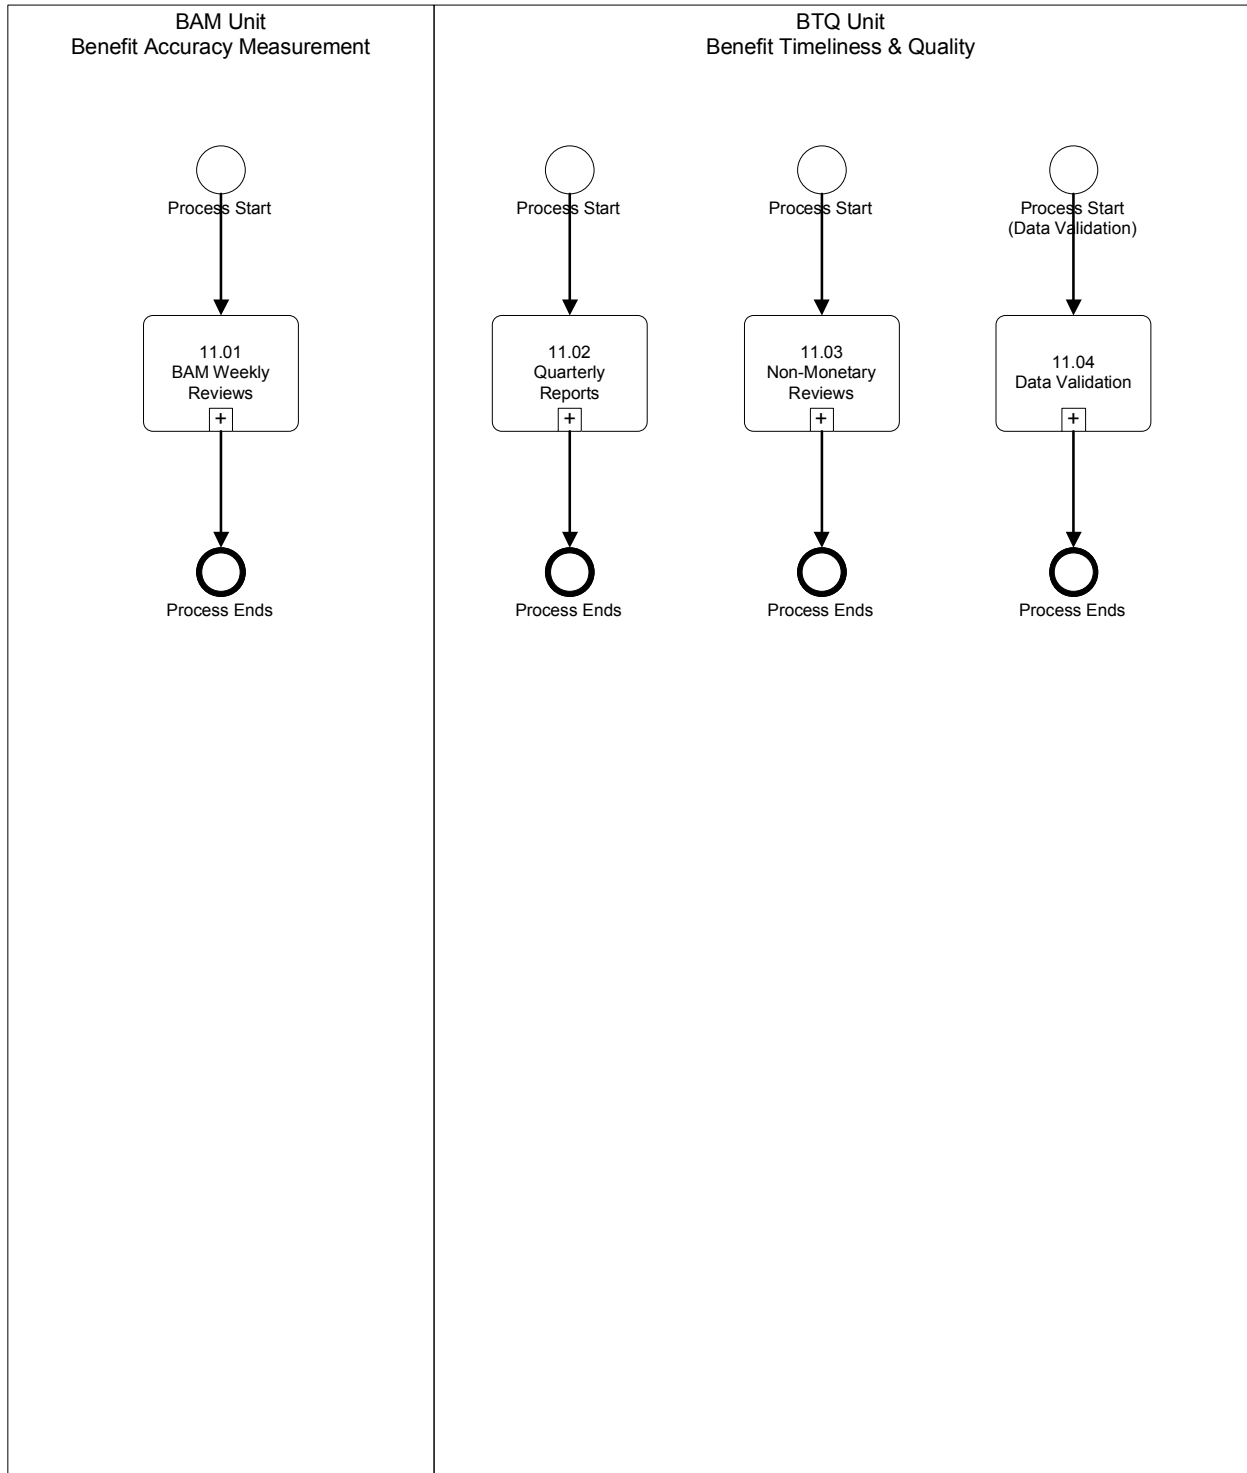 BAM Unit
Benefit Accuracy Measurement
BTQ Unit
Benefit Timeliness & Quality
Process Start
Process Start
Process Start
Process Start
(Data Validation)
11.01
BAM Weekly
Reviews
+
11.02
Quarterly
Reports
+
11.03
Non-Monetary
Reviews
+
11.04
Data Validation
+
Process Ends
Process Ends
Process Ends
Process Ends